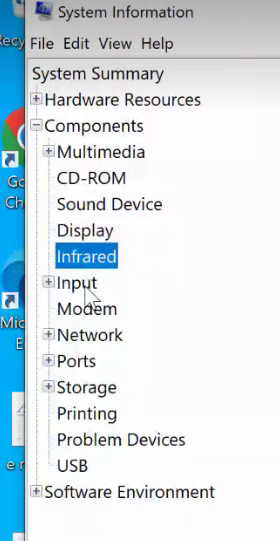 System Information
File Edit View Help
System Summary
Hardware Resources
Components
Multimedia
CD-ROM
Sound Device
Display
Infrared
Input
Modem
Network
Ports
Storage
Printing
Problem Devices
USB
Software Environment